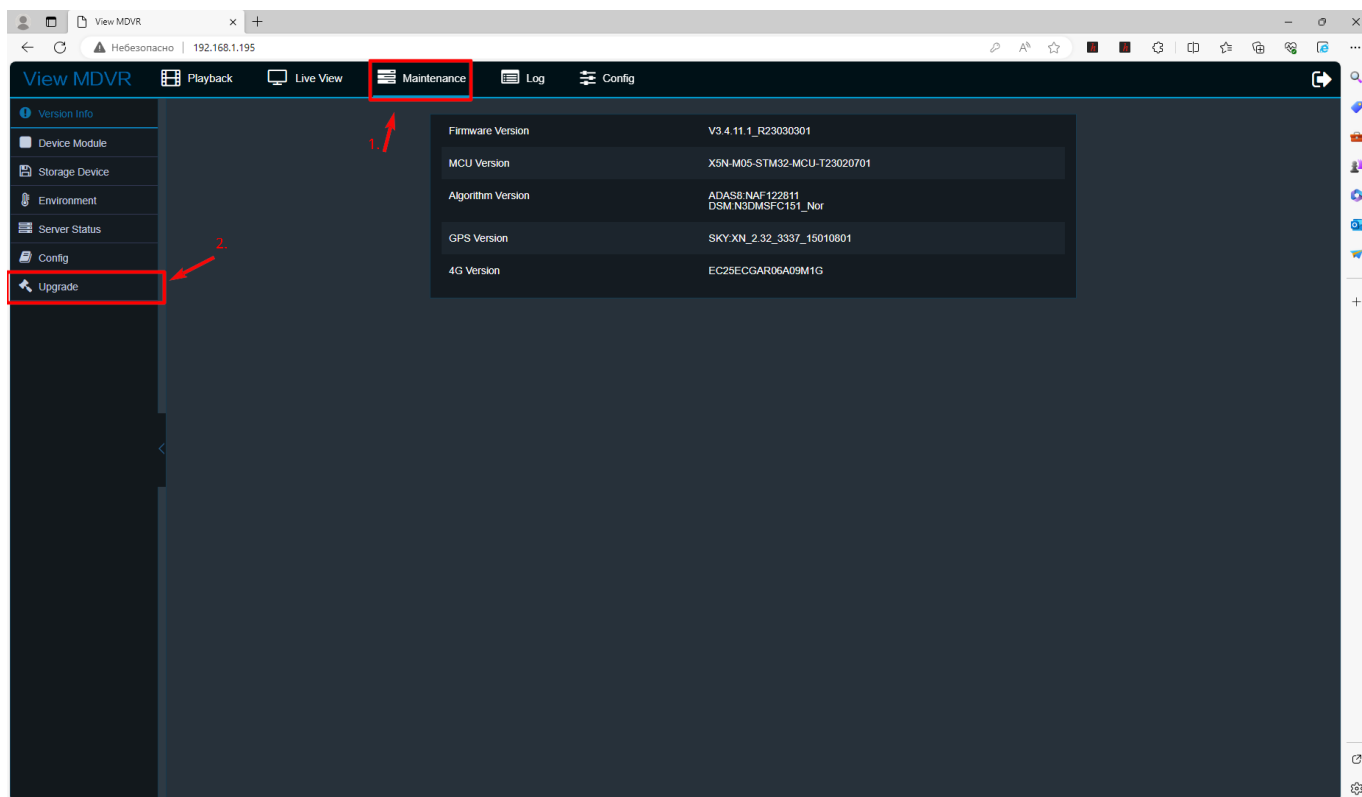 View MDVR
Небезопасно | 192.168.1.195
View MDVR Playback Live View Maintenance Log Config
Version Info
Device Module
Storage Device
Environment
Server Status
Config
Upgrade
1.
2.
Firmware Version V3.4.11.1_R23030301
MCU Version X5N-M05-STM32-MCU-T23020701
Algorithm Version ADAS8:NAF122811
DSM:N3DMSFC151_Nor
GPS Version SKY:XN_2.32_3337_15010801
4G Version EC25ECGAR06A09M1G